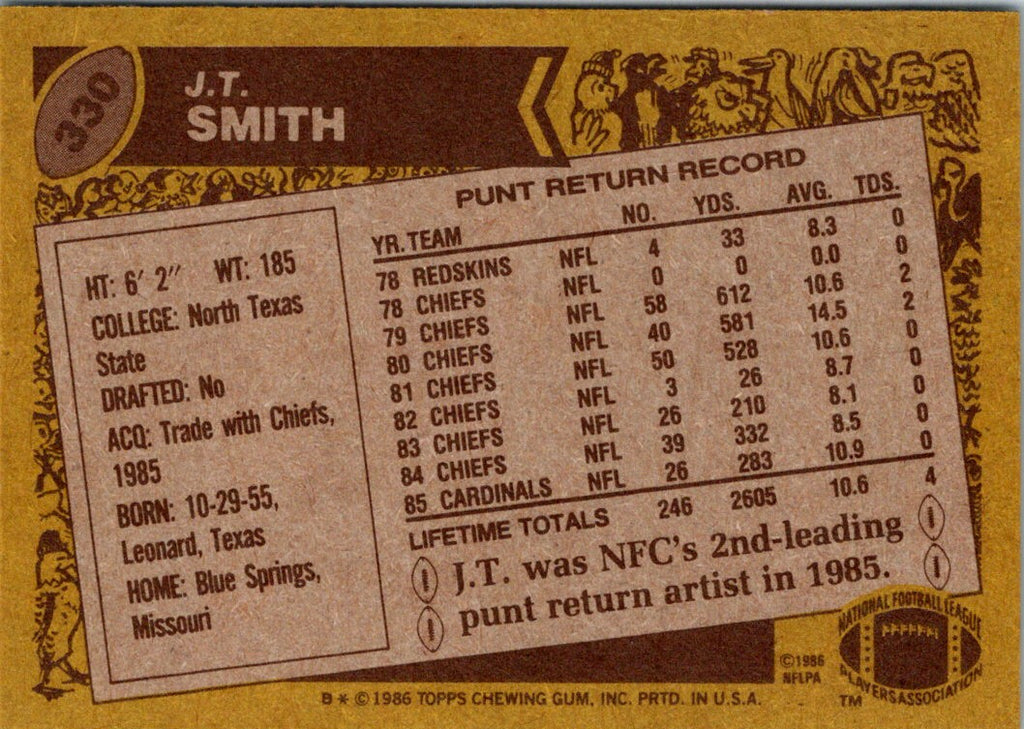 330
J.T.
SMITH
HT: 6' 2" WT: 185
COLLEGE: North Texas
State
DRAFTED: No
ACQ: Trade with Chiefs,
1985
BORN: 10-29-55,
Leonard, Texas
HOME: Blue Springs,
Missouri
PUNT RETURN RECORD
YR. TEAM NO. YDS. AVG. TDS.
78 REDSKINS NFL 4 33 8.3 0
78 CHIEFS NFL 0 0 0.0 0
79 CHIEFS NFL 58 612 10.6 2
80 CHIEFS NFL 40 581 14.5 2
81 CHIEFS NFL 50 528 10.6 0
82 CHIEFS NFL 3 26 8.7 0
83 CHIEFS NFL 26 210 8.1 0
84 CHIEFS NFL 39 332 8.5 0
85 CARDINALS NFL 26 283 10.9 0
LIFETIME TOTALS 246 2605 10.6 4
J.T. was NFC's 2nd-leading
punt return artist in 1985.
©1986
NFLPA
NATIONAL FOOTBALL LEAGUE
PLAYERS ASSOCIATION
TM
B * © 1986 TOPPS CHEWING GUM, INC. PRTD. IN U.S.A.